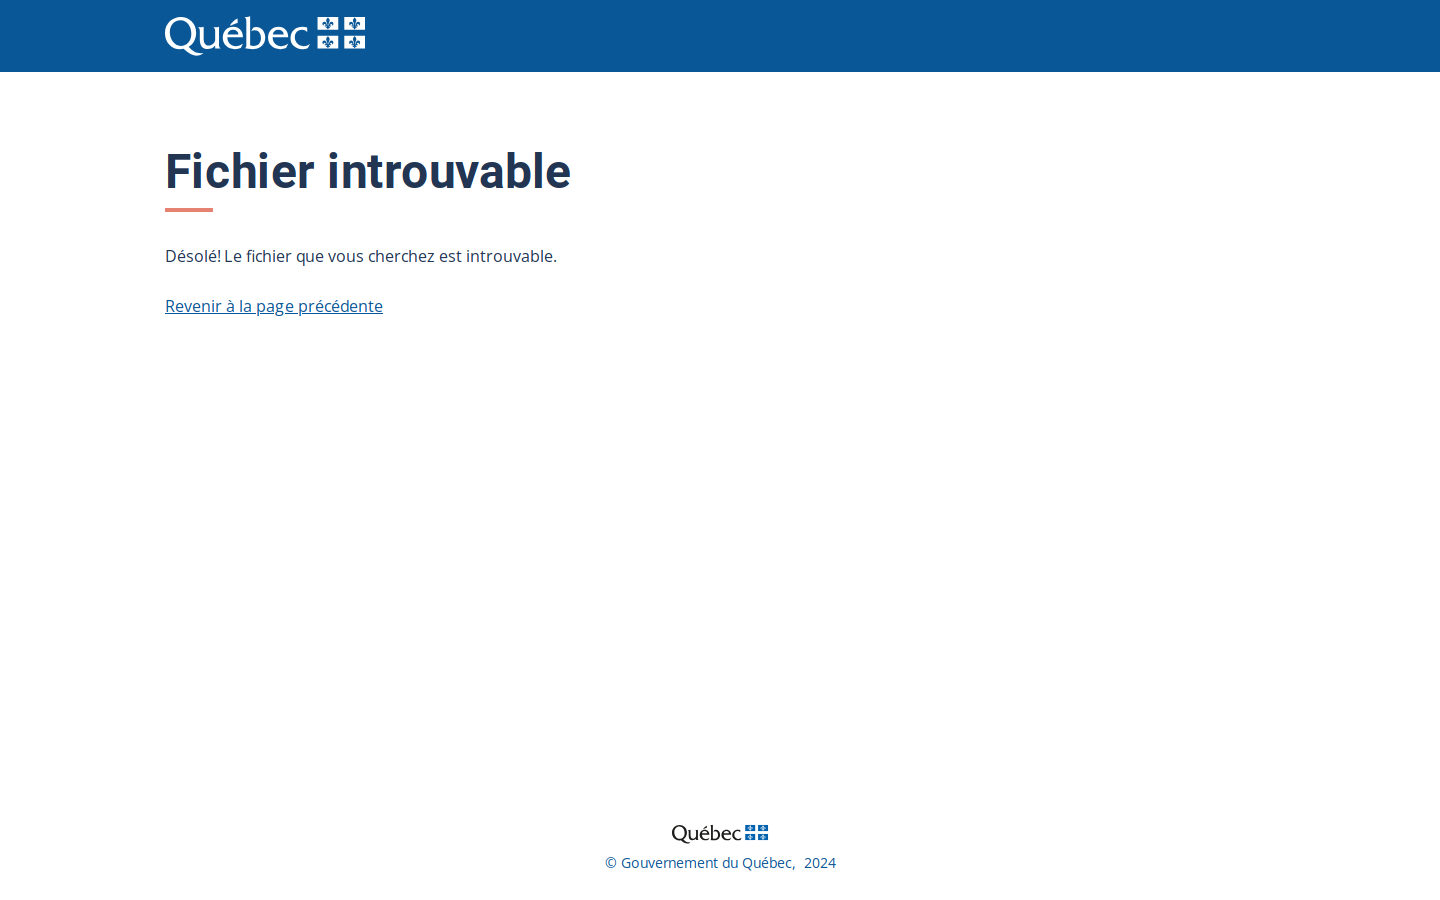 Québec
Fichier introuvable
Désolé! Le fichier que vous cherchez est introuvable.
Revenir à la page précédente
Québec
© Gouvernement du Québec, 2024